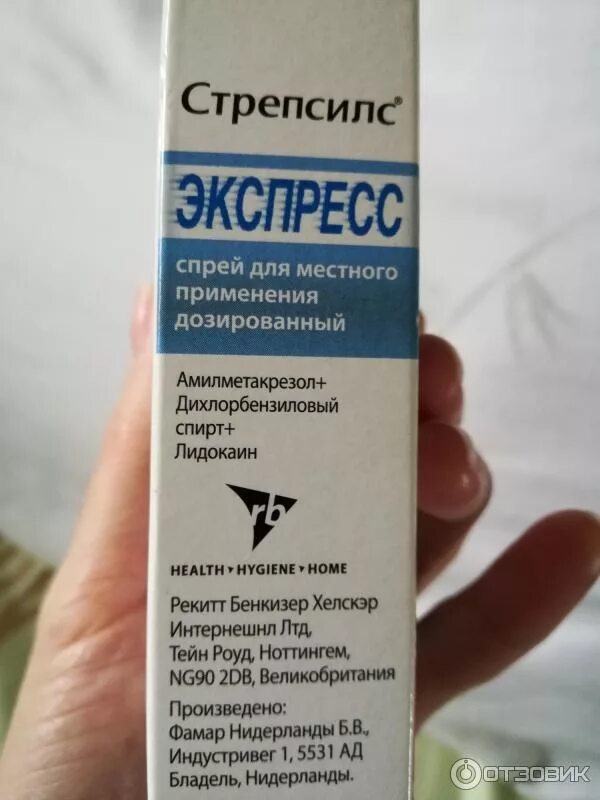 Стрепсилс®
ЭКСПРЕСС
спрей для местного
применения
дозированный
Амилметакрезол+
Дихлорбензиловый
спирт+
Лидокаин
rb
HEALTH▼HYGIENE▼HOME
Рекитт Бенкизер Хелскэр
Интернешнл Лтд,
Тейн Роуд, Ноттингем,
NG90 2DB, Великобритания
Произведено:
Фамар Нидерланды Б.В.,
Индустривег 1, 5531 АД
Бладель, Нидерланды.
ОТЗОВИК